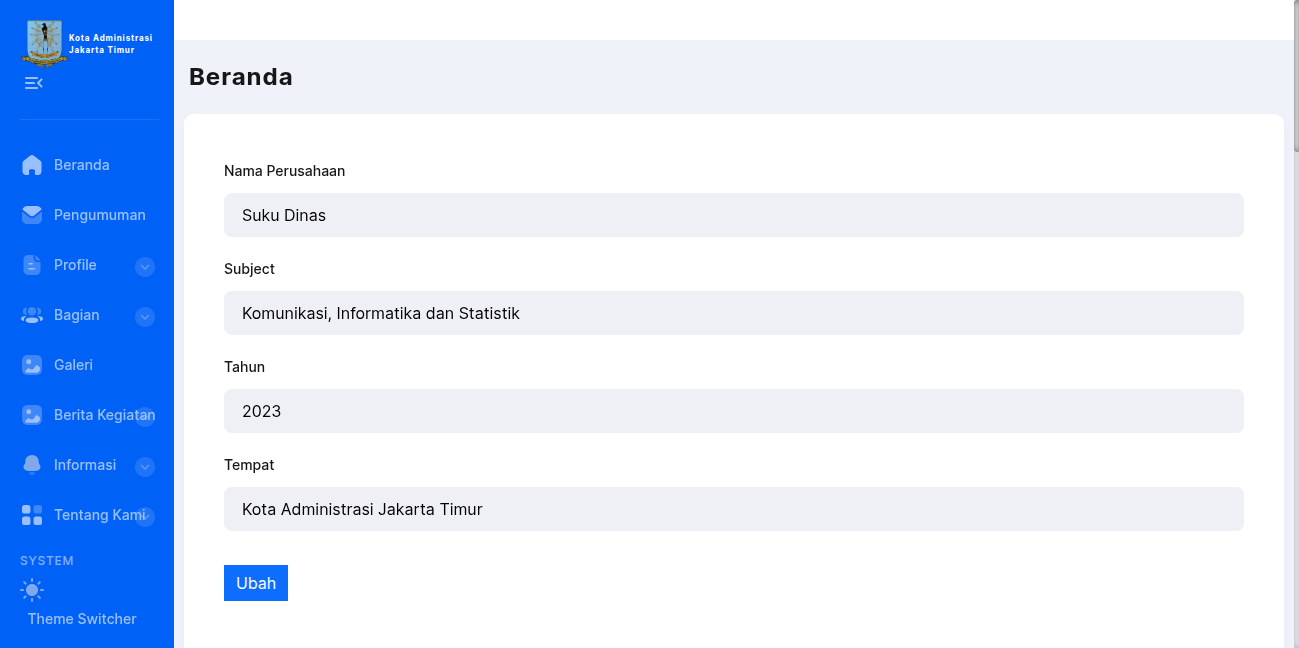 Kota Administrasi
Jakarta Timur
Beranda
Pengumuman
Profile
Bagian
Galeri
Berita Kegiatan
Informasi
Tentang Kami
SYSTEM
Theme Switcher
Beranda
Nama Perusahaan
Suku Dinas
Subject
Komunikasi, Informatika dan Statistik
Tahun
2023
Tempat
Kota Administrasi Jakarta Timur
Ubah